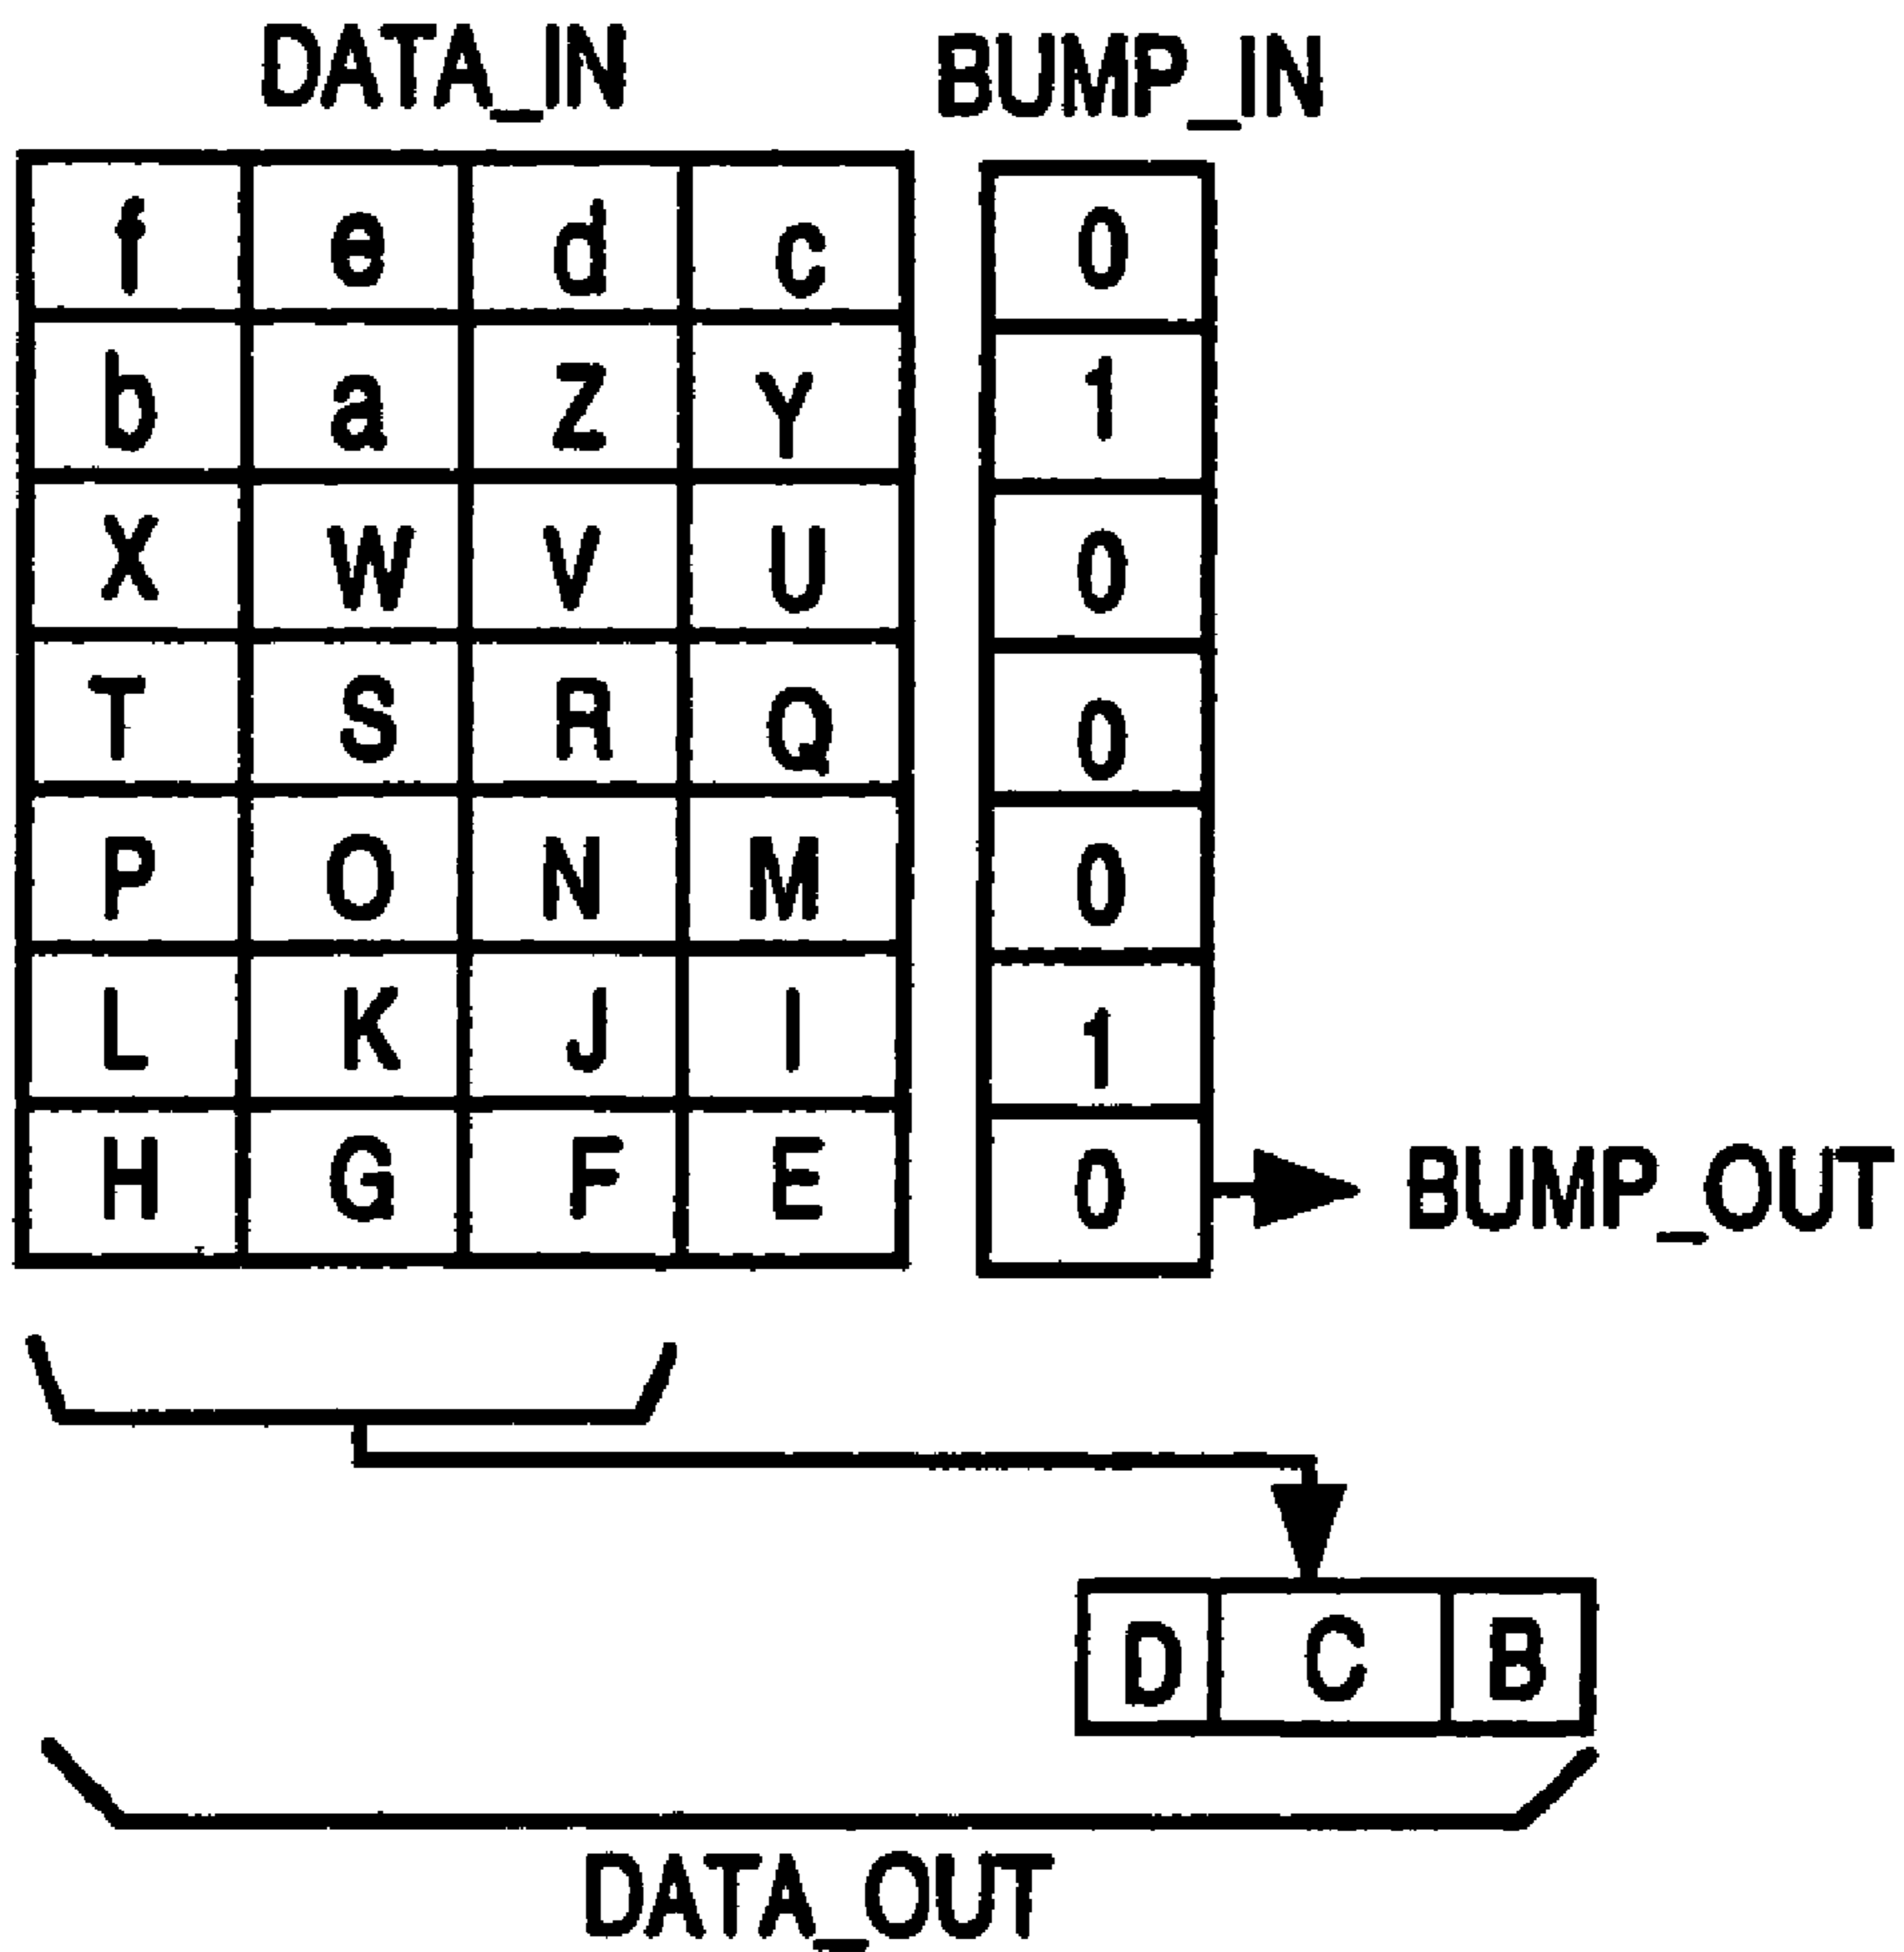 DATA_IN BUMP_IN
f e d c 0
b a Z Y 1
X W V U 0
T S R Q 0
P O N M 0
L K J I 1
H G F E 0 BUMP_OUT
D C B
DATA_OUT